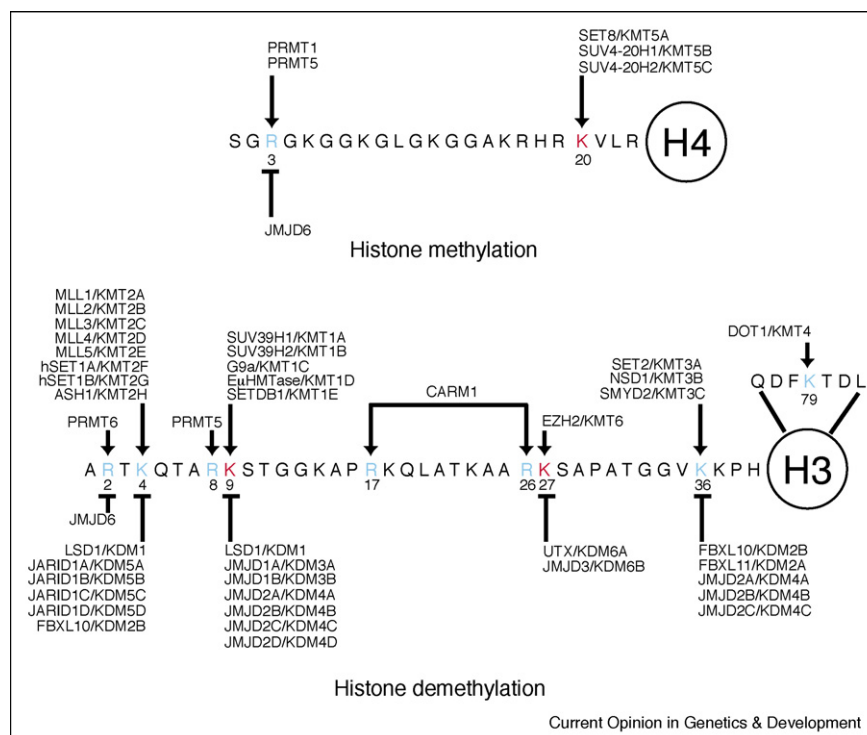 PRMT1
PRMT5
SET8/KMT5A
SUV4-20H1/KMT5B
SUV4-20H2/KMT5C
S G R G K G G K G L G K G G A K R H R K V L R H4
3 20
JMJD6
Histone methylation
MLL1/KMT2A
MLL2/KMT2B
MLL3/KMT2C
MLL4/KMT2D
MLL5/KMT2E
hSET1A/KMT2F
hSET1B/KMT2G
ASH1/KMT2H
SUV39H1/KMT1A
SUV39H2/KMT1B
G9a/KMT1C
EµHMTase/KMT1D
SETDB1/KMT1E
CARM1
SET2/KMT3A
NSD1/KMT3B
SMYD2/KMT3C
DOT1/KMT4
Q D F K T D L
79
PRMT6
PRMT5
EZH2/KMT6
A R T K Q T A R K S T G G K A P R K Q L A T K A A R K S A P A T G G V K K P H H3
2 4 8 9 17 26 27 36
JMJD6
LSD1/KDM1
JARID1A/KDM5A
JARID1B/KDM5B
JARID1C/KDM5C
JARID1D/KDM5D
FBXL10/KDM2B
LSD1/KDM1
JMJD1A/KDM3A
JMJD1B/KDM3B
JMJD2A/KDM4A
JMJD2B/KDM4B
JMJD2C/KDM4C
JMJD2D/KDM4D
UTX/KDM6A
JMJD3/KDM6B
FBXL10/KDM2B
FBXL11/KDM2A
JMJD2A/KDM4A
JMJD2B/KDM4B
JMJD2C/KDM4C
Histone demethylation
Current Opinion in Genetics & Development